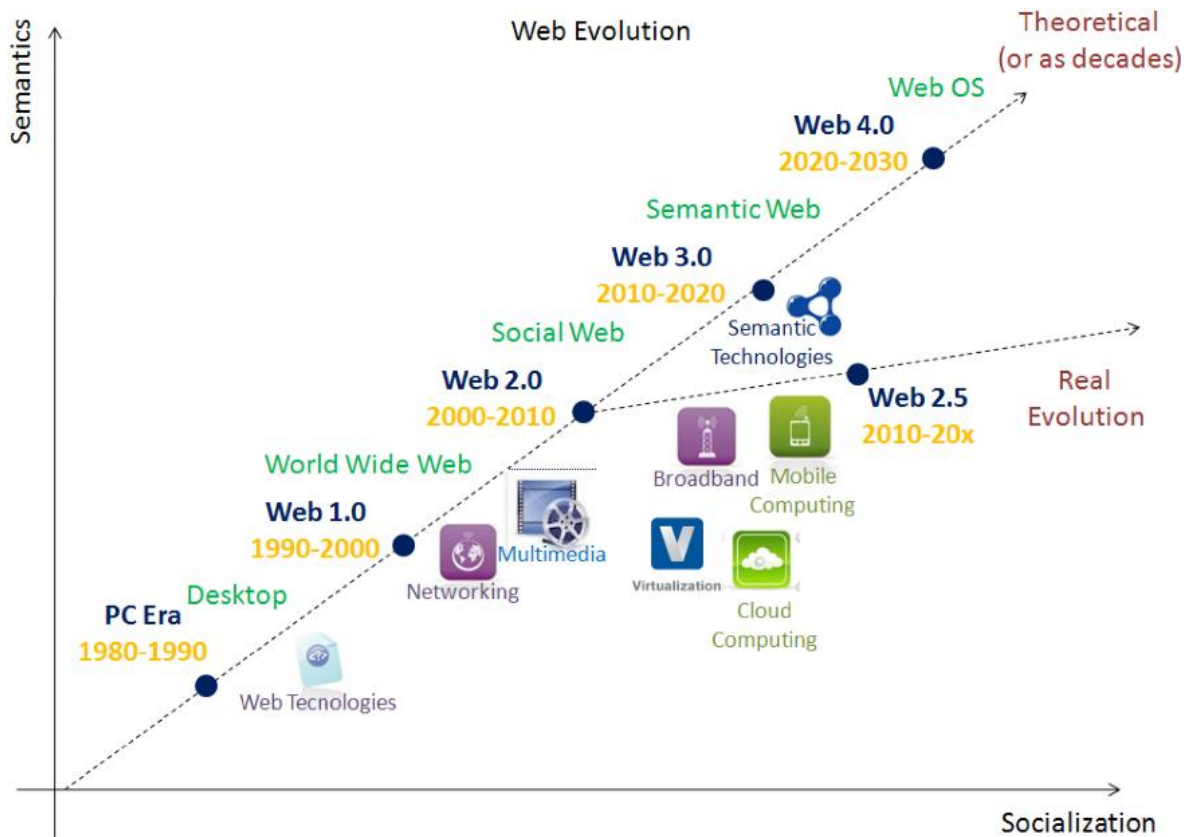 Web Evolution
Theoretical
(or as decades)
Semantics
Web OS
Web 4.0
2020-2030
Semantic Web
Web 3.0
2010-2020
Semantic
Technologies
Social Web
Web 2.0
2000-2010
Web 2.5
2010-20x
Real
Evolution
Broadband
Mobile
Computing
World Wide Web
Web 1.0
1990-2000
Networking
Multimedia
V
Virtualization
Cloud
Computing
Desktop
PC Era
1980-1990
Web Tecnologies
Socialization